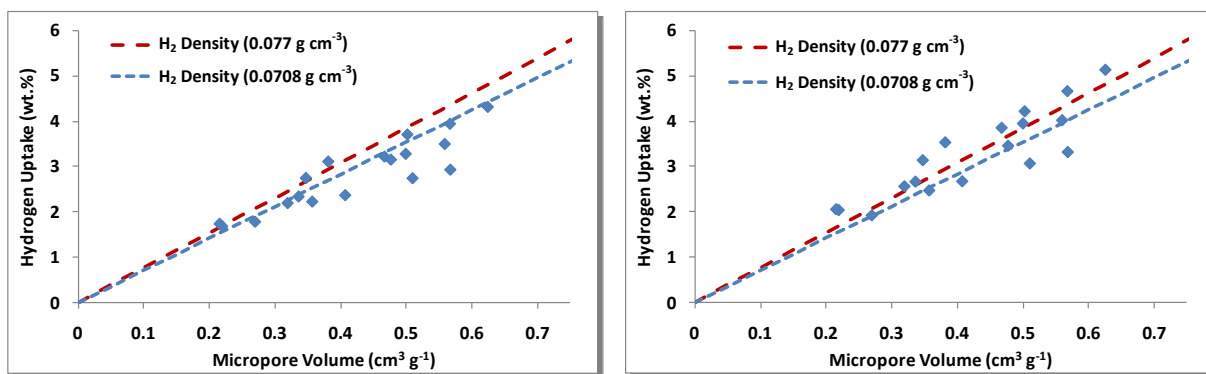 6
5
4
3
2
1
0
Hydrogen Uptake (wt.%)
H₂ Density (0.077 g cm⁻³)
H₂ Density (0.0708 g cm⁻³)
0 0.1 0.2 0.3 0.4 0.5 0.6 0.7
Micropore Volume (cm³ g⁻¹)
6
5
4
3
2
1
0
Hydrogen Uptake (wt.%)
H₂ Density (0.077 g cm⁻³)
H₂ Density (0.0708 g cm⁻³)
0 0.1 0.2 0.3 0.4 0.5 0.6 0.7
Micropore Volume (cm³ g⁻¹)